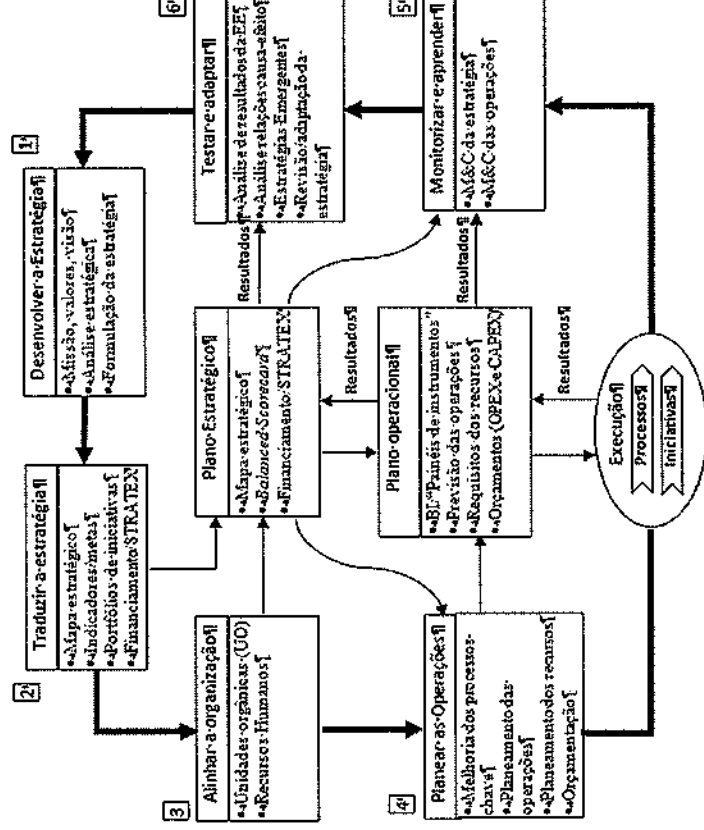 1
Desenvolver·a·Estratégia¶
Missão,·valores,·visão¶
Análise·estratégica¶
Formulação·da·estratégia¶
2
Traduzir·a·estratégia¶
Mapa·estratégico¶
Indicadores/metas¶
Portfólios·de·iniciativas¶
Financiamento/STRATEX
3
Alinhar·a·organização¶
Unidades·orgânicas·(UO)
Recursos·Humanos¶
4
Planear·as·Operações¶
Melhoria·dos·processos-
chave¶
Planeamento·das·
operações¶
Planeamento·dos·recursos¶
Orçamentação¶
Plano·Estratégico¶
Mapa·estratégico¶
Balanced·Scorecard¶
Financiamento/STRATEX
Resultados¶
Plano·operacional¶
BI:"Painéis·de·instrumentos"
Previsão·das·operações¶
Requisitos·dos·recursos¶
Orçamentos·(OPEX·e·CAPEX)
Resultados¶
Execução¶
Processos¶
Iniciativas¶
Resultados¶
Resultados¶
5
Monitorizar·e·aprender¶
M&C·da·estratégia¶
M&C·das·operações¶
6
Testar·e·adaptar¶
Análise·de·resultados·da·EE¶
Análise·relações·causa-efeito¶
Estratégias·Emergentes¶
Revisão/adaptação·da·
estratégia¶